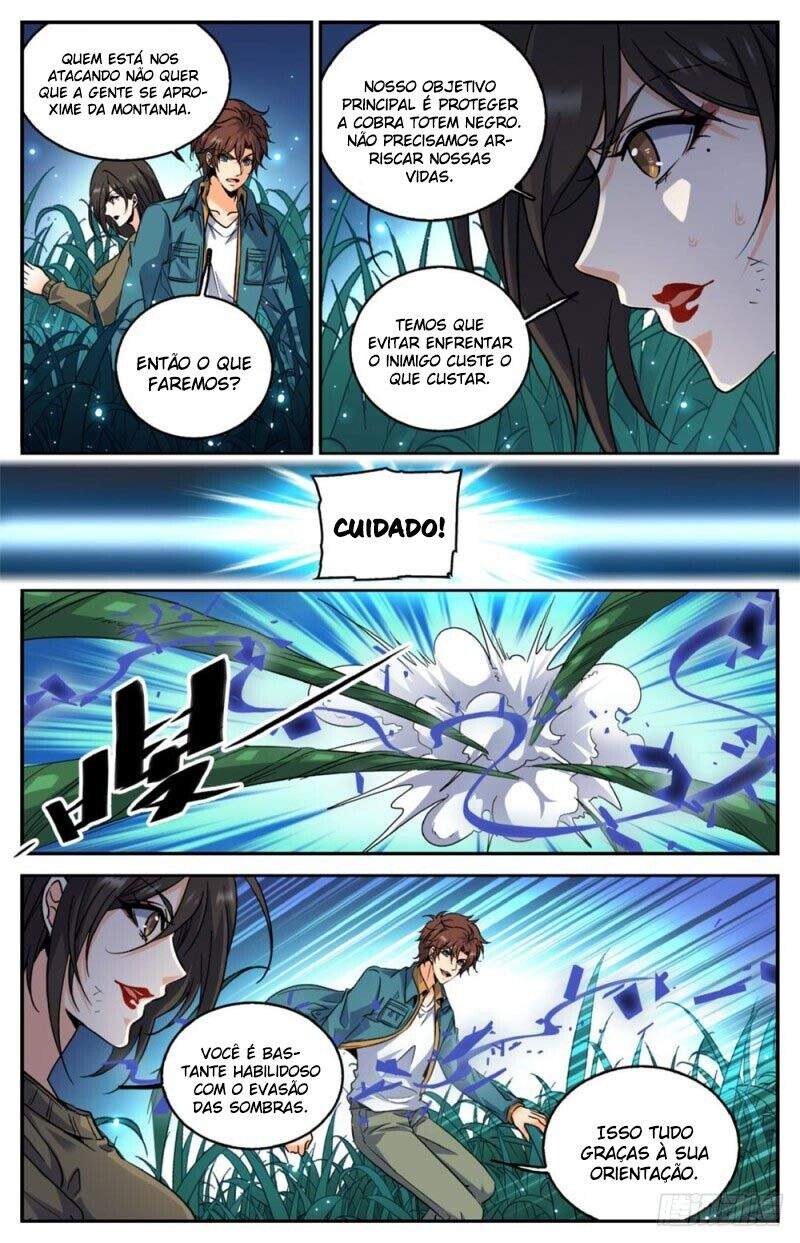 QUEM ESTÁ NOS
ATACANDO NÃO QUER
QUE A GENTE SE APRO-
XIME DA MONTANHA.
ENTÃO O QUE
FAREMOS?
NOSSO OBJETIVO
PRINCIPAL É PROTEGER
A COBRA TOTEM NEGRO.
NÃO PRECISAMOS AR-
RISCAR NOSSAS
VIDAS.
TEMOS QUE
EVITAR ENFRENTAR
O INIMIGO CUSTE O
QUE CUSTAR.
CUIDADO!
VOCÊ É BAS-
TANTE HABILIDOSO
COM O EVASÃO
DAS SOMBRAS.
ISSO TUDO
GRAÇAS À SUA
ORIENTAÇÃO.